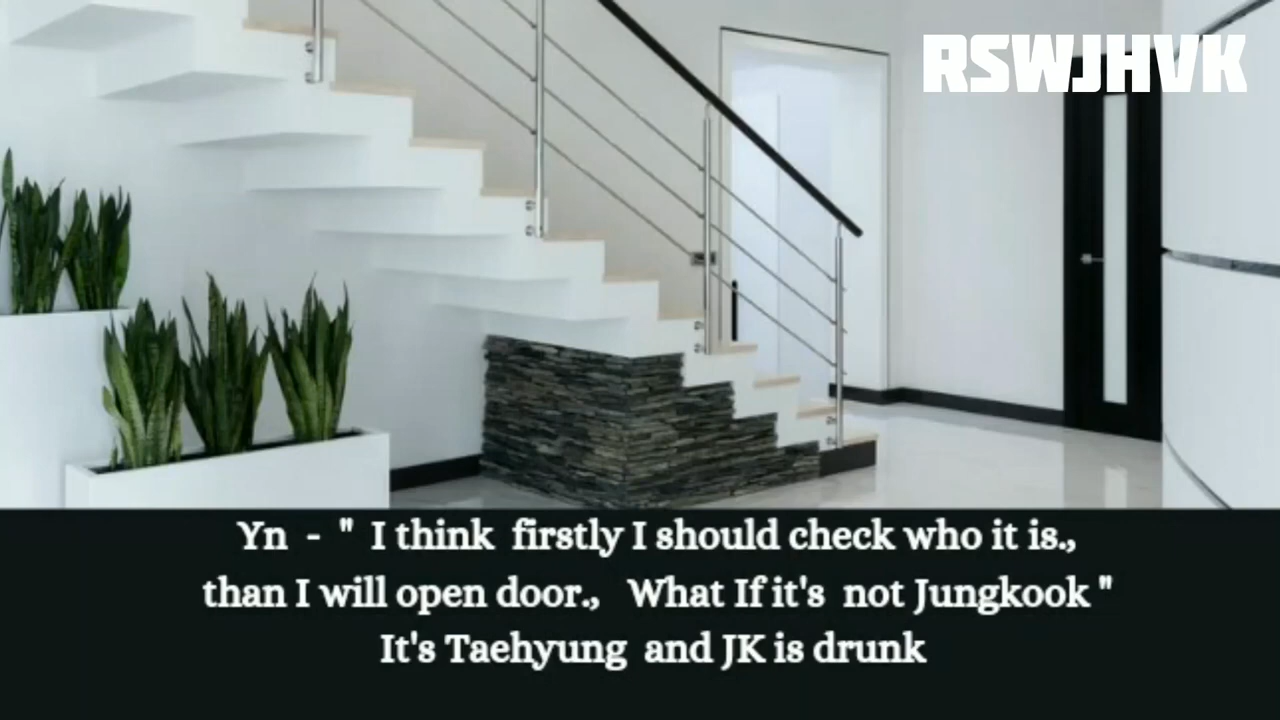 RSWJHVK
Yn - " I think firstly I should check who it is.,
than I will open door., What If it's not Jungkook "
It's Taehyung and JK is drunk